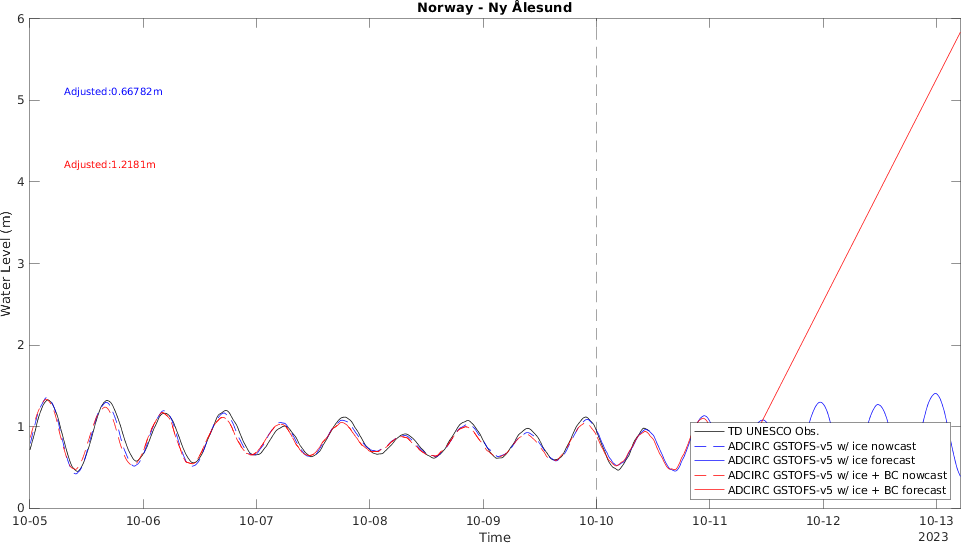 Norway - Ny Ålesund
6
5
4
3
2
1
0
Water Level (m)
Adjusted:0.66782m
Adjusted:1.2181m
TD UNESCO Obs.
ADCIRC GSTOFS-v5 w/ ice nowcast
ADCIRC GSTOFS-v5 w/ ice forecast
ADCIRC GSTOFS-v5 w/ ice + BC nowcast
ADCIRC GSTOFS-v5 w/ ice + BC forecast
10-05 10-06 10-07 10-08 10-09 10-10 10-11 10-12 10-13
2023
Time